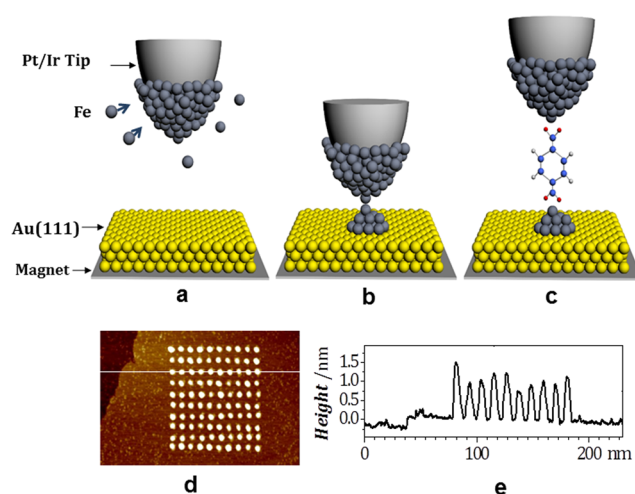 Pt/Ir Tip
Fe
Au(111)
Magnet
a
b
c
Height /nm
1.5
1.0
0.5
0.0
0
100
200 nm
d
e